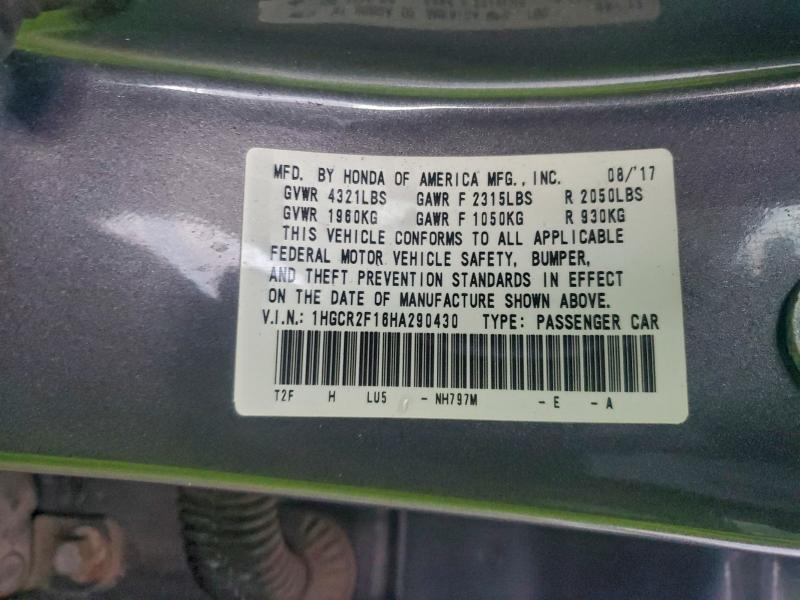 MFD. BY HONDA OF AMERICA MFG., INC. 08/'17
GVWR 4321LBS GAWR F 2315LBS R 2050LBS
GVWR 1960KG GAWR F 1050KG R 930KG
THIS VEHICLE CONFORMS TO ALL APPLICABLE
FEDERAL MOTOR VEHICLE SAFETY, BUMPER,
AND THEFT PREVENTION STANDARDS IN EFFECT
ON THE DATE OF MANUFACTURE SHOWN ABOVE.
V.I.N.: 1HGCR2F16HA290430 TYPE: PASSENGER CAR
T2F H LU5 - NH797M - E - A